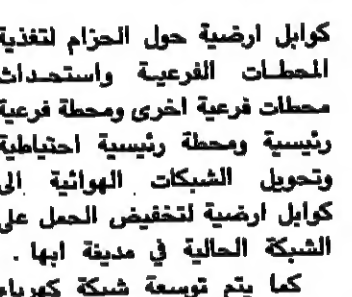 كوابل ارضية حول الحزام لتغذية
المحطات الفرعية واستحداث
محطات فرعية اخرى ومحطة فرعية
رئيسية ومحطة رئيسية احتياطية
وتحويل الشبكات الهوائية الى
كوابل ارضية لتخفيض الحمل على
الشبكة الحالية في مديقة ابها .
كما يتم توسعة شبكة كهرباء